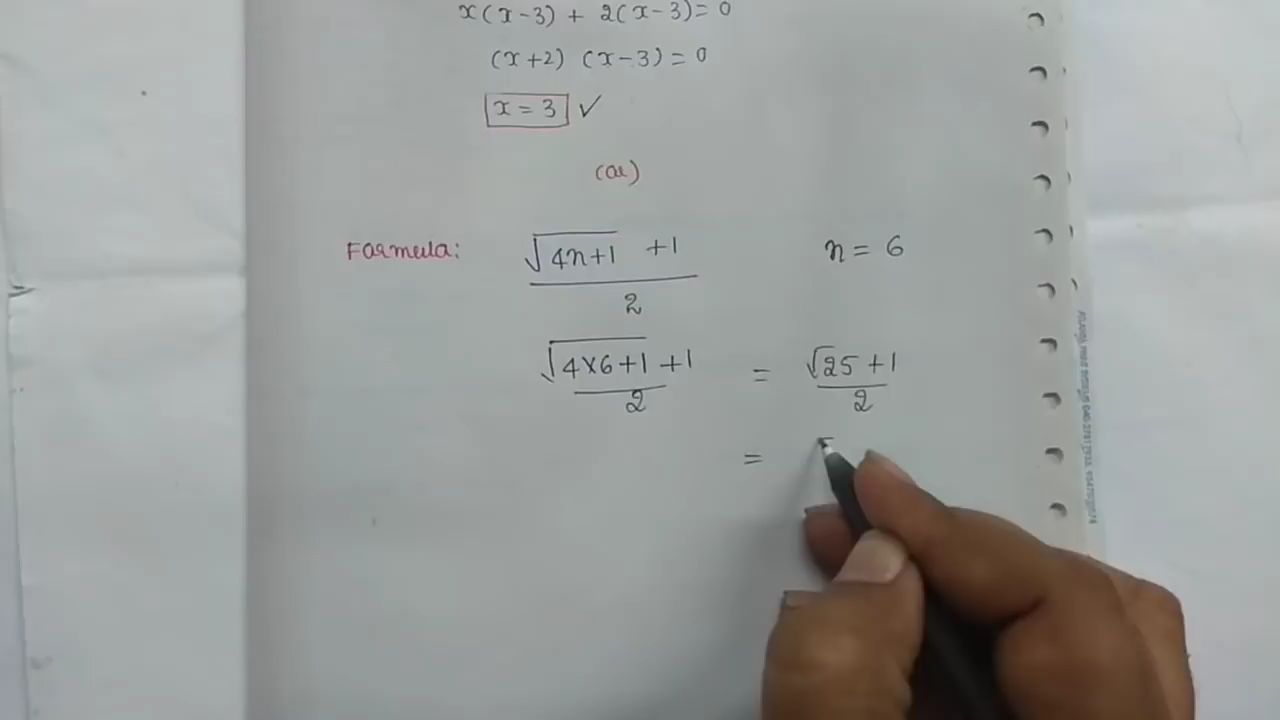 x(x-3) + 2(x-3) = 0
(x+2) (x-3) = 0
x = 3 ✓
(or)
Formula: √4n+1 +1 / 2 n = 6
√4×6+1 +1 / 2 = √25 +1 / 2
=